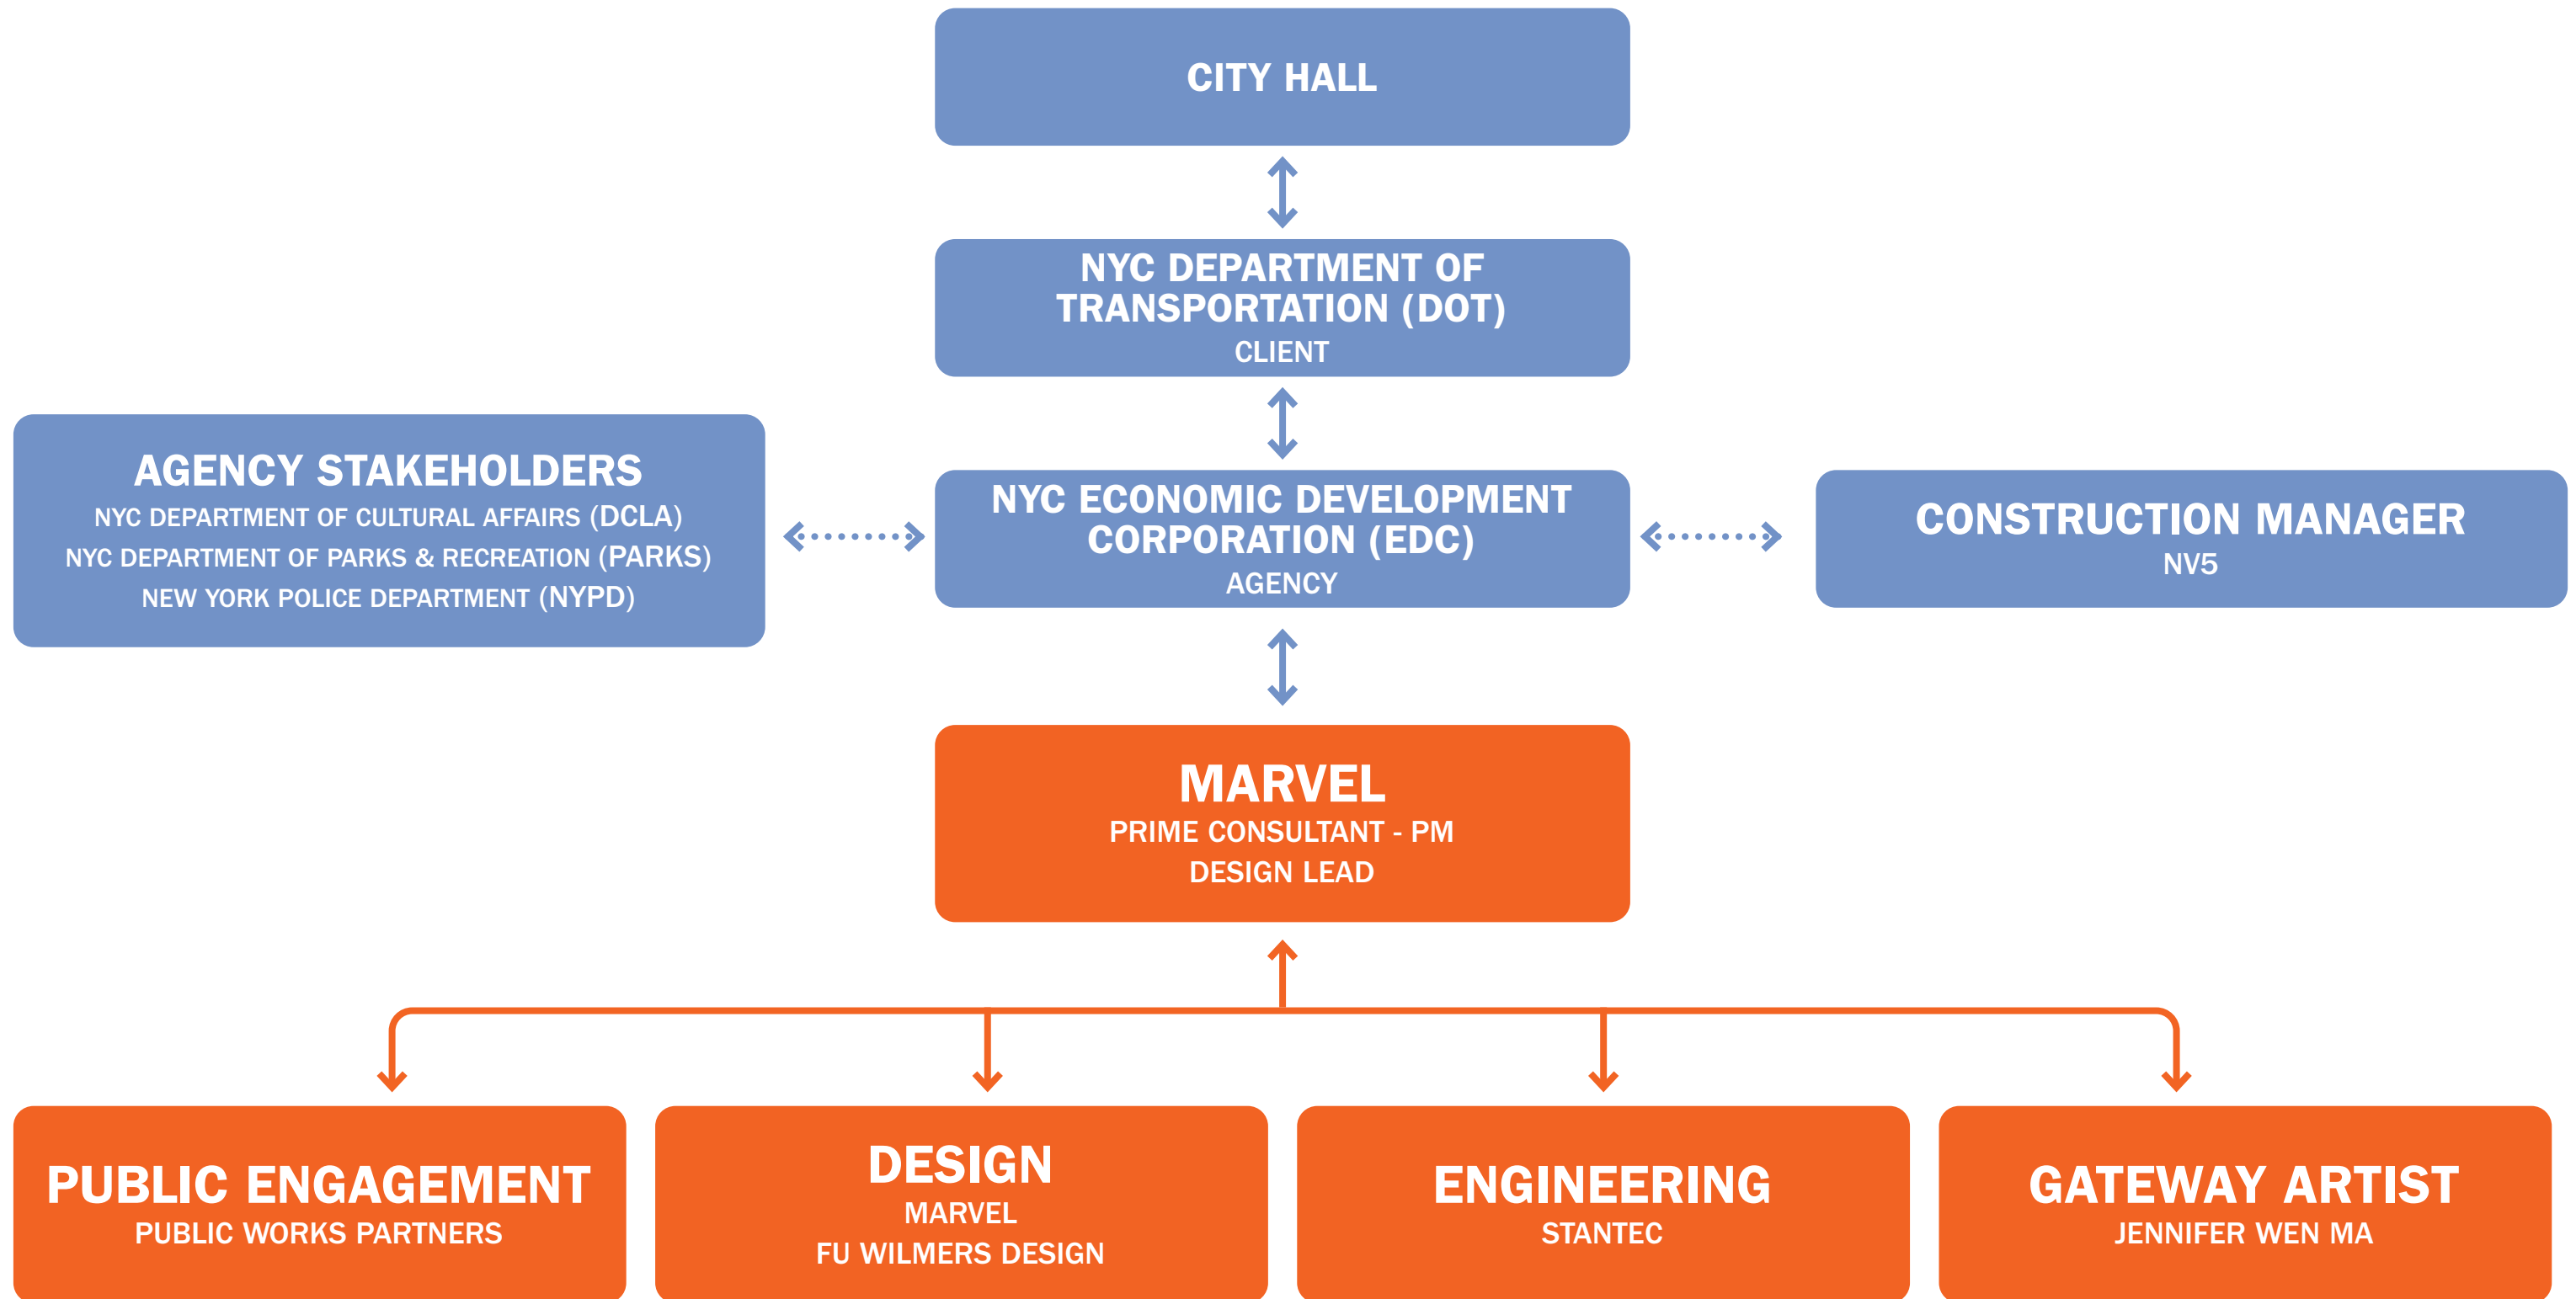 CITY HALL
NYC DEPARTMENT OF
TRANSPORTATION (DOT)
CLIENT
AGENCY STAKEHOLDERS
NYC DEPARTMENT OF CULTURAL AFFAIRS (DCLA)
NYC DEPARTMENT OF PARKS & RECREATION (PARKS)
NEW YORK POLICE DEPARTMENT (NYPD)
NYC ECONOMIC DEVELOPMENT
CORPORATION (EDC)
AGENCY
CONSTRUCTION MANAGER
NV5
MARVEL
PRIME CONSULTANT - PM
DESIGN LEAD
PUBLIC ENGAGEMENT
PUBLIC WORKS PARTNERS
DESIGN
MARVEL
FU WILMERS DESIGN
ENGINEERING
STANTEC
GATEWAY ARTIST
JENNIFER WEN MA